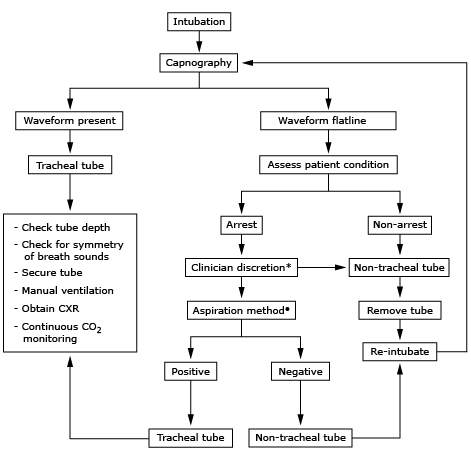 Intubation
Capnography
Waveform present
Waveform flatline
Tracheal tube
Assess patient condition
Arrest
Non-arrest
- Check tube depth
- Check for symmetry
of breath sounds
- Secure tube
- Manual ventilation
- Obtain CXR
- Continuous CO2
monitoring
Clinician discretion*
Non-tracheal tube
Aspiration method•
Remove tube
Re-intubate
Positive
Negative
Tracheal tube
Non-tracheal tube